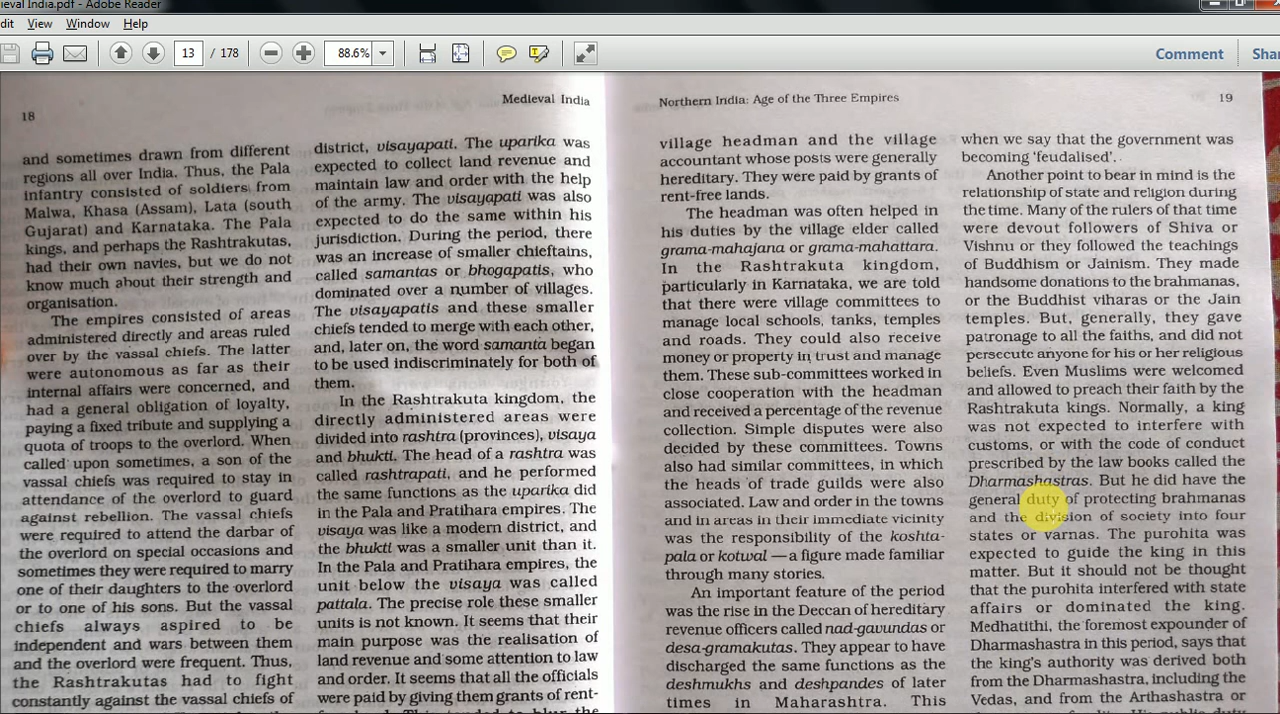 ieval India.pdf - Adobe Reader
dit View Window Help
13 / 178 88.6% Comment Shar
18
Medieval India
and sometimes drawn from different
regions all over India. Thus, the Pala
infantry consisted of soldiers from
Malwa, Khasa (Assam), Lata (south
Gujarat) and Karnataka. The Pala
kings, and perhaps the Rashtrakutas,
had their own navies, but we do not
know much about their strength and
organisation.
The empires consisted of areas
administered directly and areas ruled
over by the vassal chiefs. The latter
were autonomous as far as their
internal affairs were concerned, and
had a general obligation of loyalty,
paying a fixed tribute and supplying a
quota of troops to the overlord. When
called upon sometimes, a son of the
vassal chiefs was required to stay in
attendance of the overlord to guard
against rebellion. The vassal chiefs
were required to attend the darbar of
the overlord on special occasions and
sometimes they were required to marry
one of their daughters to the overlord
or to one of his sons. But the vassal
chiefs always aspired to be
independent and wars between them
and the overlord were frequent. Thus,
the Rashtrakutas had to fight
constantly against the vassal chiefs of
district, visayapati. The uparika was
expected to collect land revenue and
maintain law and order with the help
of the army. The visayapati was also
expected to do the same within his
jurisdiction. During the period, there
was an increase of smaller chieftains,
called samantas or bhogapatis, who
dominated over a number of villages.
The visayapatis and these smaller
chiefs tended to merge with each other,
and, later on, the word samanta began
to be used indiscriminately for both of
them.
In the Rashtrakuta kingdom, the
directly administered areas were
divided into rashtra (provinces), visaya
and bhukti. The head of a rashtra was
called rashtrapati, and he performed
the same functions as the uparika did
in the Pala and Pratihara empires. The
visaya was like a modern district, and
the bhukti was a smaller unit than it.
In the Pala and Pratihara empires, the
unit below the visaya was called
pattala. The precise role these smaller
units is not known. It seems that their
main purpose was the realisation of
land revenue and some attention to law
and order. It seems that all the officials
were paid by giving them grants of rent-
Northern India: Age of the Three Empires
19
village headman and the village
accountant whose posts were generally
hereditary. They were paid by grants of
rent-free lands.
The headman was often helped in
his duties by the village elder called
grama-mahajana or grama-mahattara.
In the Rashtrakuta kingdom,
particularly in Karnataka, we are told
that there were village committees to
manage local schools, tanks, temples
and roads. They could also receive
money or property in trust and manage
them. These sub-committees worked in
close cooperation with the headman
and received a percentage of the revenue
collection. Simple disputes were also
decided by these committees. Towns
also had similar committees, in which
the heads of trade guilds were also
associated. Law and order in the towns
and in areas in their immediate vicinity
was the responsibility of the koshta-
pala or kotwal —a figure made familiar
through many stories.
An important feature of the period
was the rise in the Deccan of hereditary
revenue officers called nad-gavundas or
desa-gramakutas. They appear to have
discharged the same functions as the
deshmukhs and deshpandes of later
times in Maharashtra. This
when we say that the government was
becoming 'feudalised'.
Another point to bear in mind is the
relationship of state and religion during
the time. Many of the rulers of that time
were devout followers of Shiva or
Vishnu or they followed the teachings
of Buddhism or Jainism. They made
handsome donations to the brahmanas,
or the Buddhist viharas or the Jain
temples. But, generally, they gave
patronage to all the faiths, and did not
persecute anyone for his or her religious
beliefs. Even Muslims were welcomed
and allowed to preach their faith by the
Rashtrakuta kings. Normally, a king
was not expected to interfere with
customs, or with the code of conduct
prescribed by the law books called the
Dharmashastras. But he did have the
general duty of protecting brahmanas
and the division of society into four
states or varnas. The purohita was
expected to guide the king in this
matter. But it should not be thought
that the purohita interfered with state
affairs or dominated the king.
Medhatithi, the foremost expounder of
Dharmashastra in this period, says that
the king's authority was derived both
from the Dharmashastra, including the
Vedas, and from the Arthashastra or